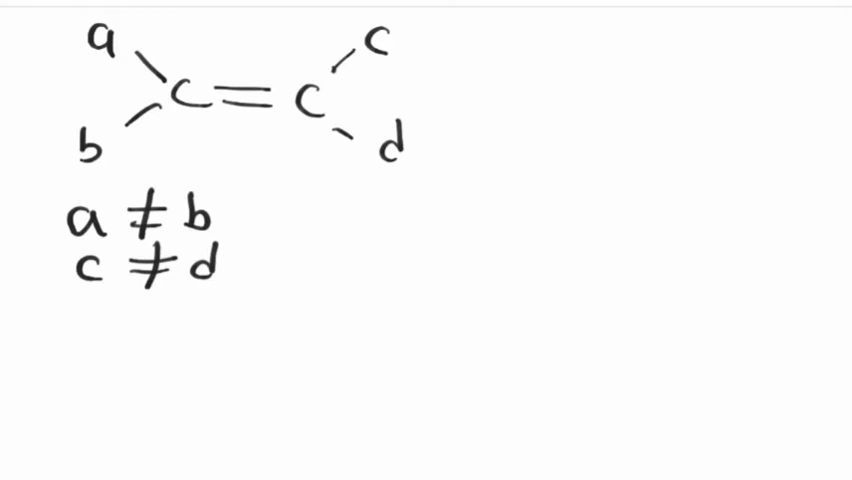 a c
C = C
b d
a ≠ b
c ≠ d